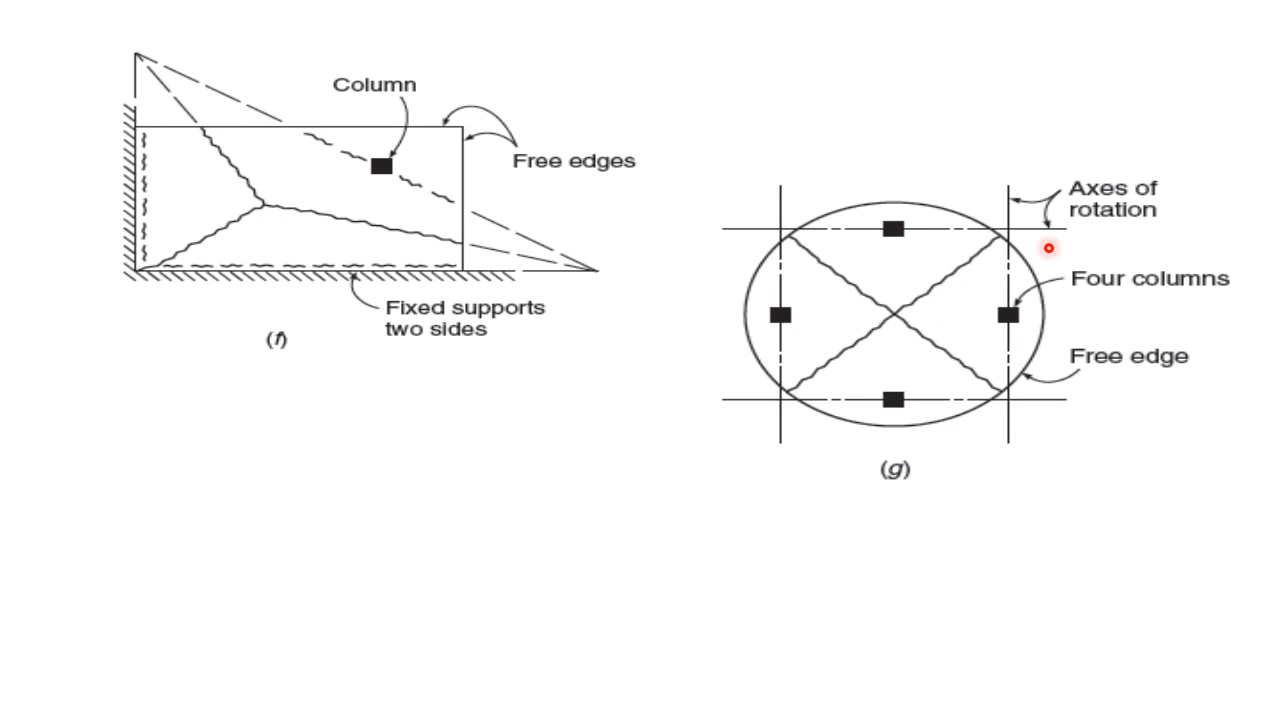 Column
Free edges
Fixed supports
two sides
(f)
Axes of
rotation
Four columns
Free edge
(g)